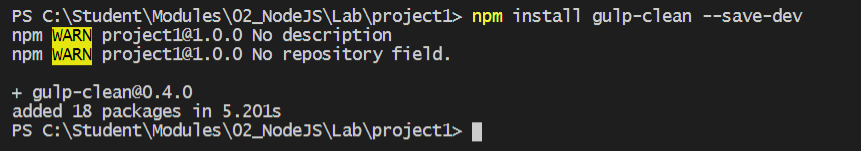 PS C:\Student\Modules\02_NodeJS\Lab\project1> npm install gulp-clean --save-dev
npm WARN project1@1.0.0 No description
npm WARN project1@1.0.0 No repository field.
+ gulp-clean@0.4.0
added 18 packages in 5.201s
PS C:\Student\Modules\02_NodeJS\Lab\project1>